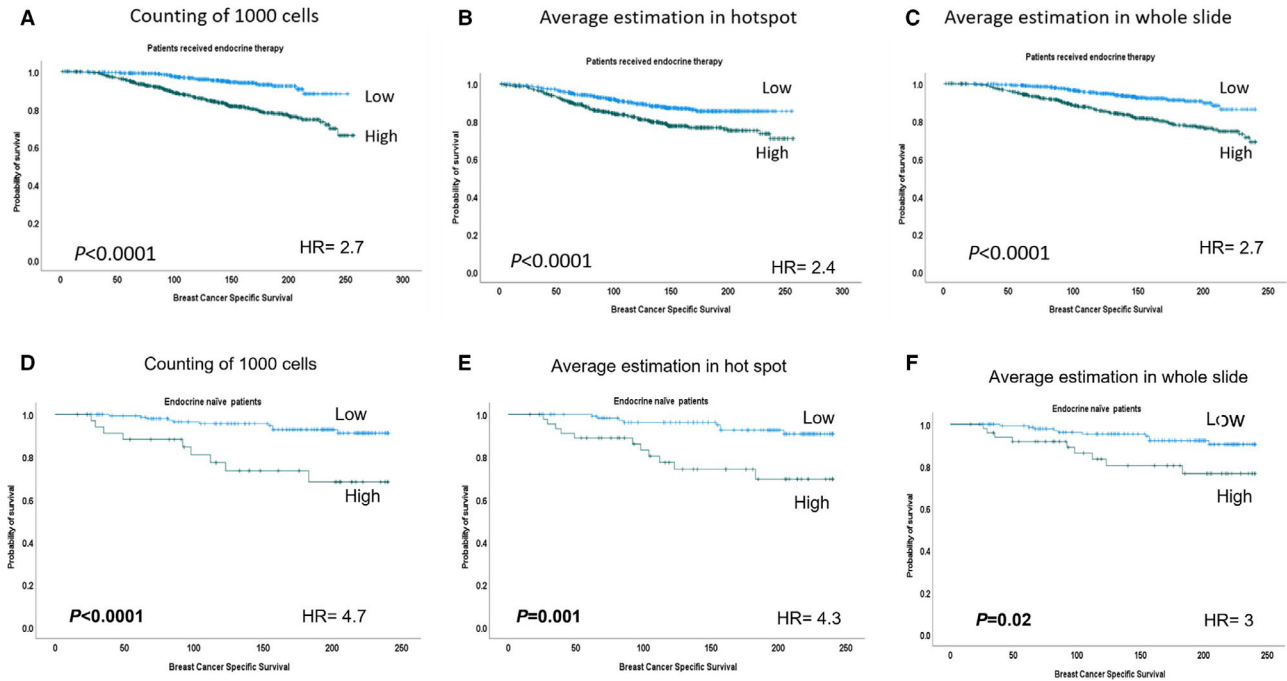 A
Counting of 1000 cells
Patients received endocrine therapy
Probability of survival
1.0
0.8
0.6
0.4
0.2
0.0
Low
High
P<0.0001
HR= 2.7
0 50 100 150 200 250 300
Breast Cancer Specific Survival
B
Average estimation in hotspot
Patients received endocrine therapy
Probability of survival
1.0
0.8
0.6
0.4
0.2
0.0
Low
High
P<0.0001
HR= 2.4
0 50 100 150 200 250 300
Breast Cancer Specific Survival
C
Average estimation in whole slide
Patients received endocrine therapy
Probability of survival
1.0
0.8
0.6
0.4
0.2
0.0
Low
High
P<0.0001
HR= 2.7
0 50 100 150 200 250
Breast Cancer Specific Survival
D
Counting of 1000 cells
Endocrine naïve patients
Probability of survival
1.0
0.8
0.6
0.4
0.2
0.0
Low
High
P<0.0001
HR= 4.7
0 50 100 150 200 250
Breast Cancer Specific Survival
E
Average estimation in hot spot
Endocrine naïve patients
Probability of survival
1.0
0.8
0.6
0.4
0.2
0.0
Low
High
P=0.001
HR= 4.3
0 50 100 150 200 250
Breast Cancer Specific Survival
F
Average estimation in whole slide
Endocrine naïve patients
Probability of survival
1.0
0.8
0.6
0.4
0.2
0.0
Low
High
P=0.02
HR= 3
0 50 100 150 200 250
Breast Cancer Specific Survival